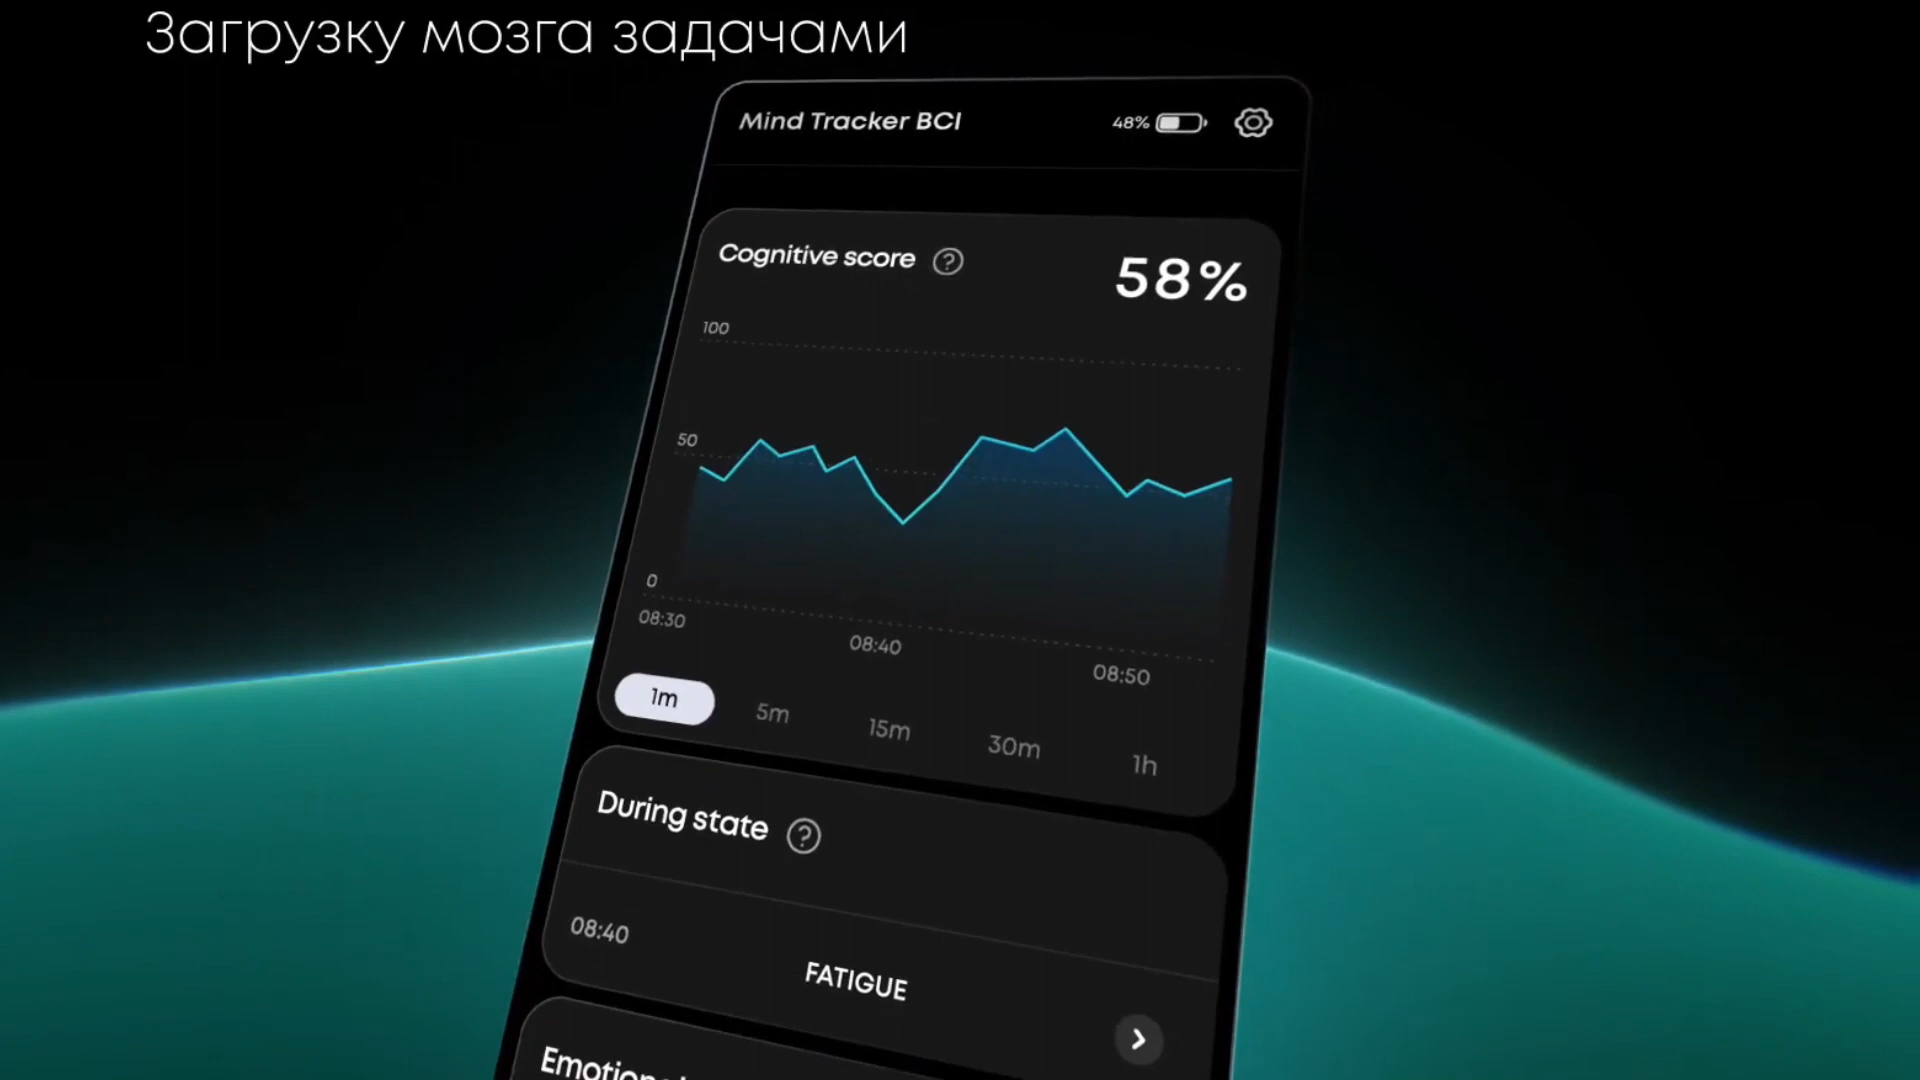 Загрузку мозга задачами
Mind Tracker BCI
48%
Cognitive score ?
58%
100
50
0
08:30 08:40 08:50
1m 5m 15m 30m 1h
During state ?
08:40
FATIGUE